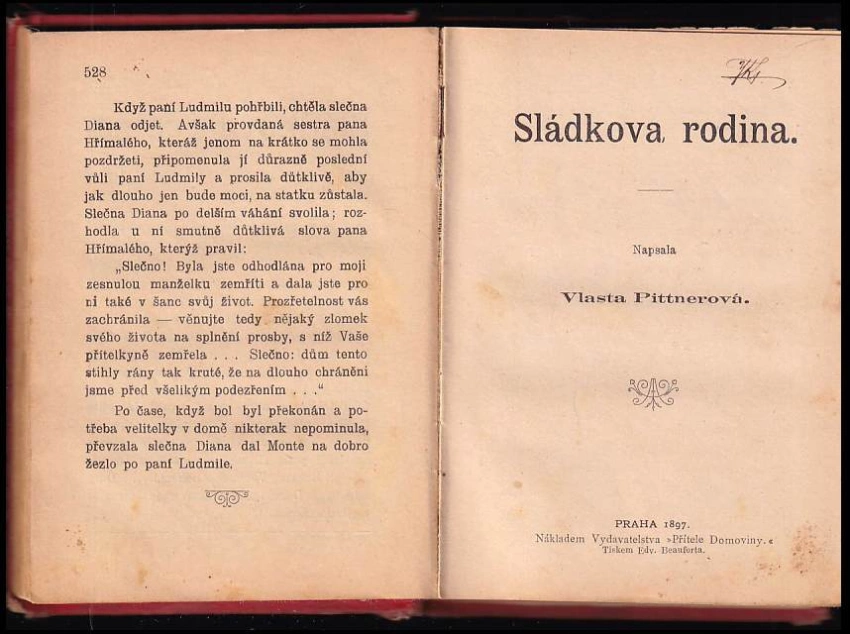 528
Když paní Ludmilu pohřbili, chtěla slečna
Diana odjet. Avšak provdaná sestra pana
Hřímalého, kteráž jenom na krátko se mohla
pozdržeti, připomenula jí důrazně poslední
vůli paní Ludmily a prosila důtklivě, aby
jak dlouho jen bude moci, na statku zůstala.
Slečna Diana po delším váhání svolila; roz-
hodla u ní smutně důtklivá slova pana
Hřímalého, kterýž pravil:
„Slečno! Byla jste odhodlána pro moji
zesnulou manželku zemříti a dala jste pro
ni také v šanc svůj život. Prozřetelnost vás
zachránila — věnujte tedy nějaký zlomek
svého života na splnění prosby, s níž Vaše
přítelkyně zemřela . . . Slečno: dům tento
stihly rány tak kruté, že na dlouho chráněni
jsme před všelikým podezřením . . .“
Po čase, když bol byl překonán a po-
třeba velitelky v domě nikterak nepominula,
převzala slečna Diana dal Monte na dobro
žezlo po paní Ludmile.
Sládkova rodina.
Napsala
Vlasta Pittnerová.
PRAHA 1897.
Nákladem Vydavatelstva »Přítele Domoviny.«
Tiskem Edv. Beauforta.